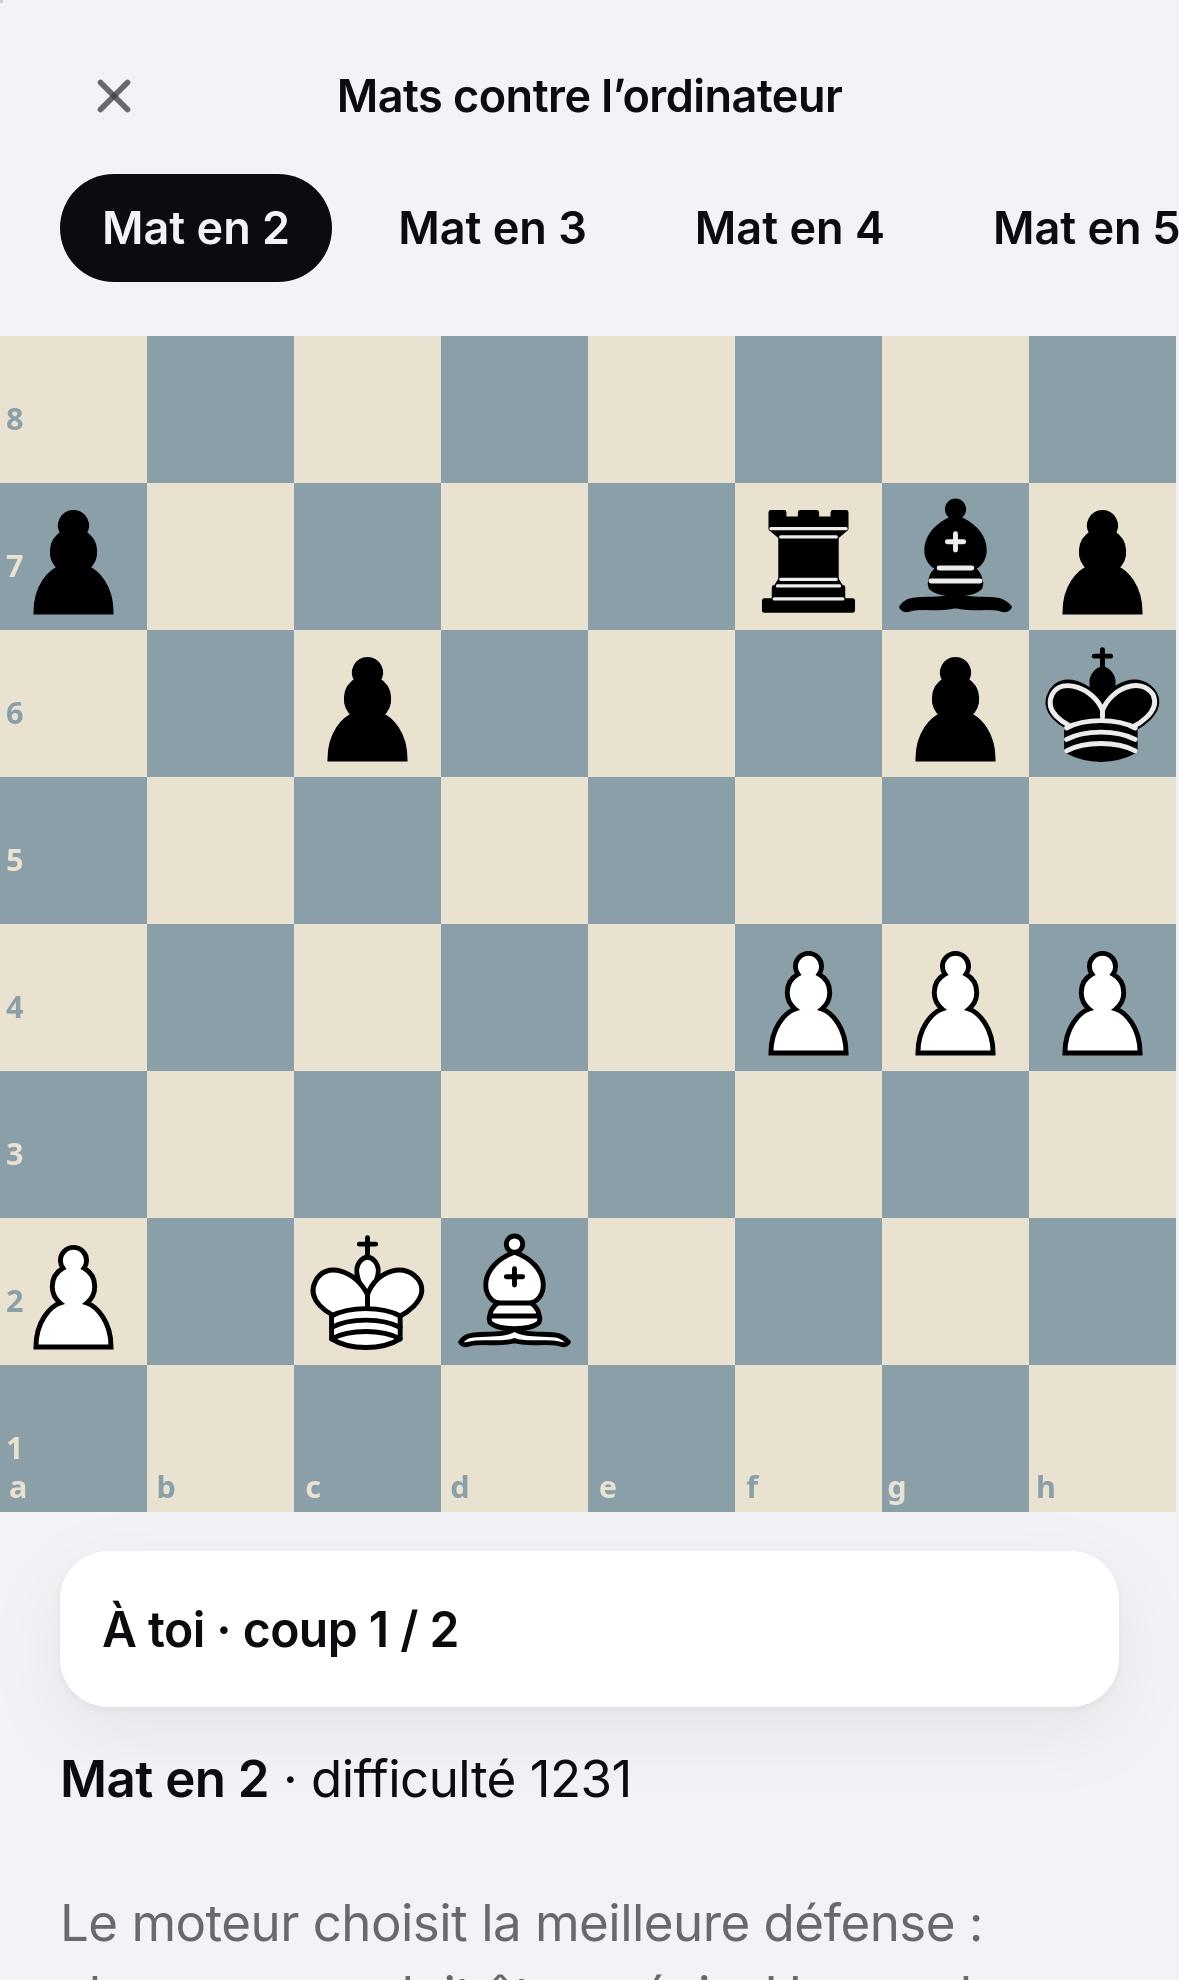 Mats contre l’ordinateur
Mat en 2 Mat en 3 Mat en 4 Mat en 5
8
7
6
5
4
3
2
1
a b c d e f g h
À toi · coup 1 / 2
Mat en 2 · difficulté 1231
Le moteur choisit la meilleure défense :